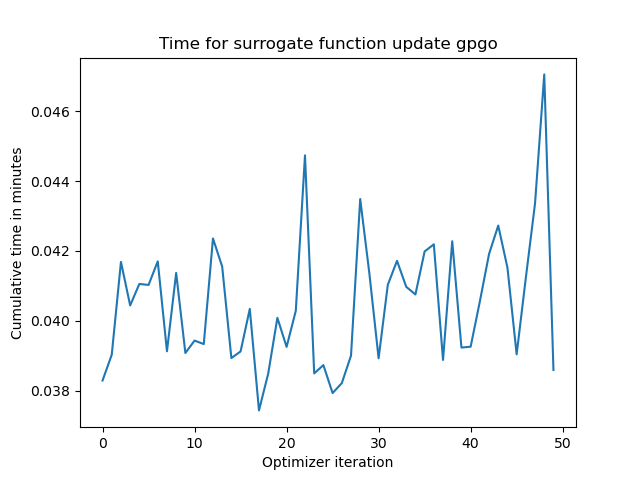 Time for surrogate function update gpgo
Cumulative time in minutes
0.046
0.044
0.042
0.040
0.038
0 10 20 30 40 50
Optimizer iteration